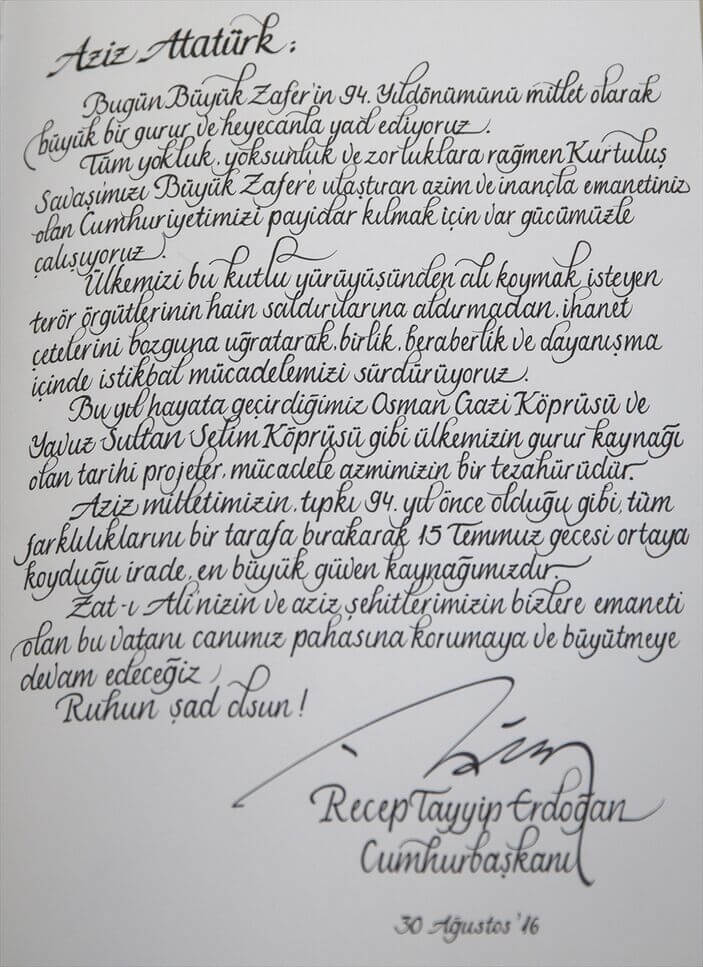 Aziz Atatürk;
Bugün Büyük Zafer'in 94. Yıldönümünü millet olarak
büyük bir gurur ve heyecanla yad ediyoruz.
Tüm yokluk, yoksunluk ve zorluklara rağmen Kurtuluş
Savaşımızı Büyük Zafer'e ulaştıran azim ve inançla emanetiniz
olan Cumhuriyetimizi payidar kılmak için var gücümüzle
çalışıyoruz.
Ülkemizi bu kutlu yürüyüşünden alı koymak isteyen
terör örgütlerinin hain saldırılarına aldırmadan, ihanet
çetelerini bozguna uğratarak, birlik, beraberlik ve dayanışma
içinde istikbal mücadelemizi sürdürüyoruz.
Bu yıl hayata geçirdiğimiz Osman Gazi Köprüsü ve
Yavuz Sultan Selim Köprüsü gibi ülkemizin gurur kaynağı
olan tarihi projeler, mücadele azmimizin bir tezahürüdür.
Aziz milletimizin, tıpkı 94. yıl önce olduğu gibi, tüm
farklılıklarını bir tarafa bırakarak 15 Temmuz gecesi ortaya
koyduğu irade, en büyük güven kaynağımızdır.
Zat-ı Ali'nizin ve aziz şehitlerimizin bizlere emaneti
olan bu vatanı canımız pahasına korumaya ve büyütmeye
devam edeceğiz.
Ruhun şad olsun!
Recep Tayyip Erdoğan
Cumhurbaşkanı
30 Ağustos '16